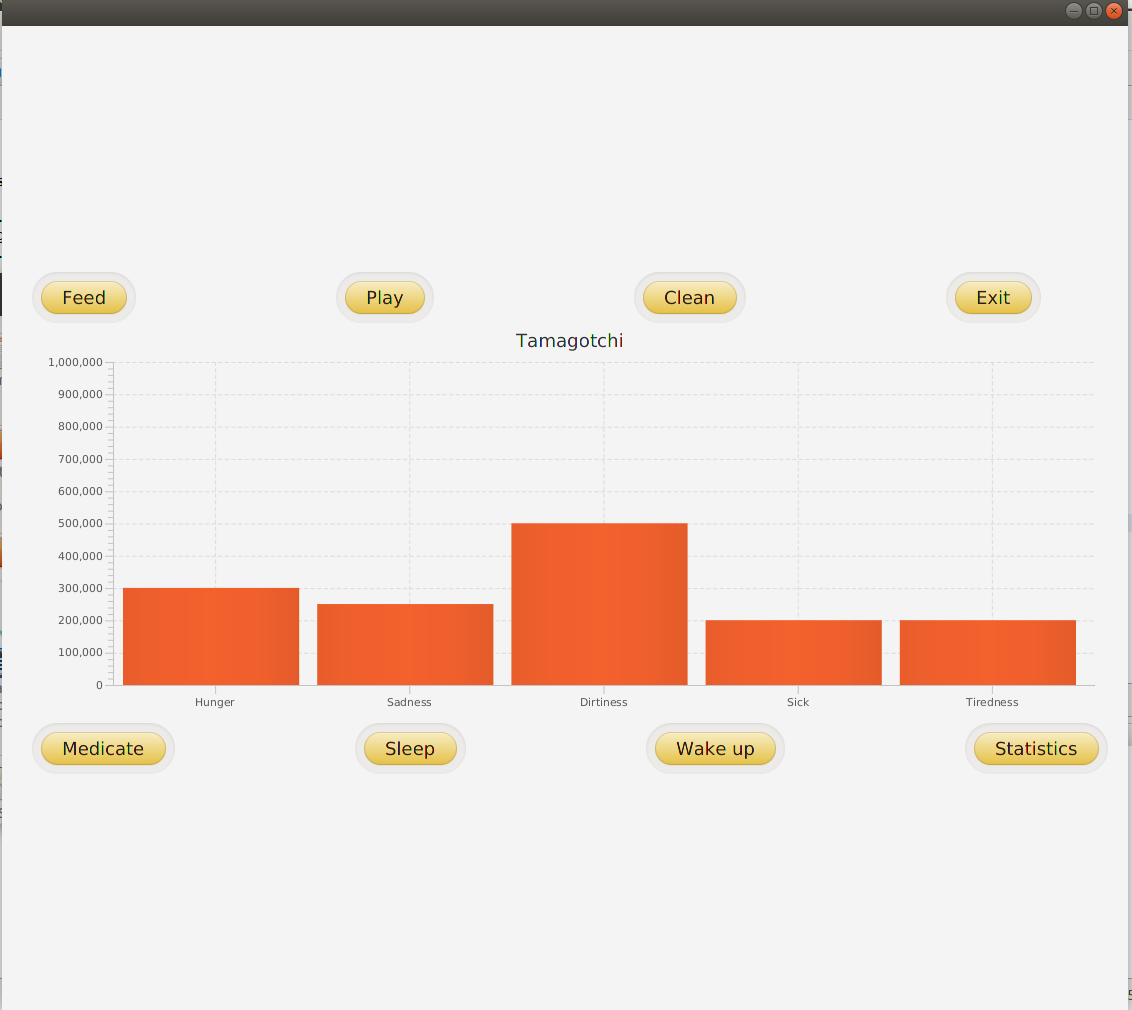 Feed Play Clean Exit
Tamagotchi
1,000,000
900,000
800,000
700,000
600,000
500,000
400,000
300,000
200,000
100,000
0
Hunger Sadness Dirtiness Sick Tiredness
Medicate Sleep Wake up Statistics